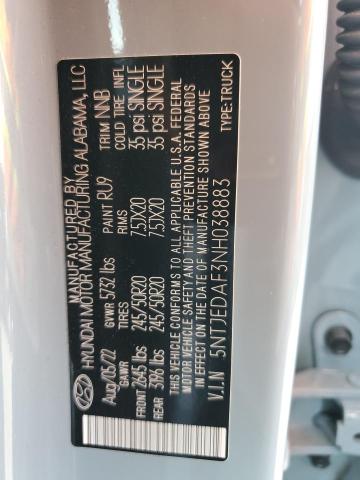 MANUFACTURED BY
HYUNDAI MOTOR MANUFACTURING ALABAMA, LLC
Aug/05/22 GVWR 5732 lbs PAINT RU9 TRIM NNB
GAWR TIRES RIMS COLD TIRE INFL
FRONT 2645 lbs 245/50R20 7.5JX20 35 psi SINGLE
REAR 3196 lbs 245/50R20 7.5JX20 35 psi SINGLE
THIS VEHICLE CONFORMS TO ALL APPLICABLE U.S.A. FEDERAL
MOTOR VEHICLE SAFETY AND THEFT PREVENTION STANDARDS
IN EFFECT ON THE DATE OF MANUFACTURE SHOWN ABOVE
V.I.N 5NTJEDAF3NH038883 TYPE:TRUCK